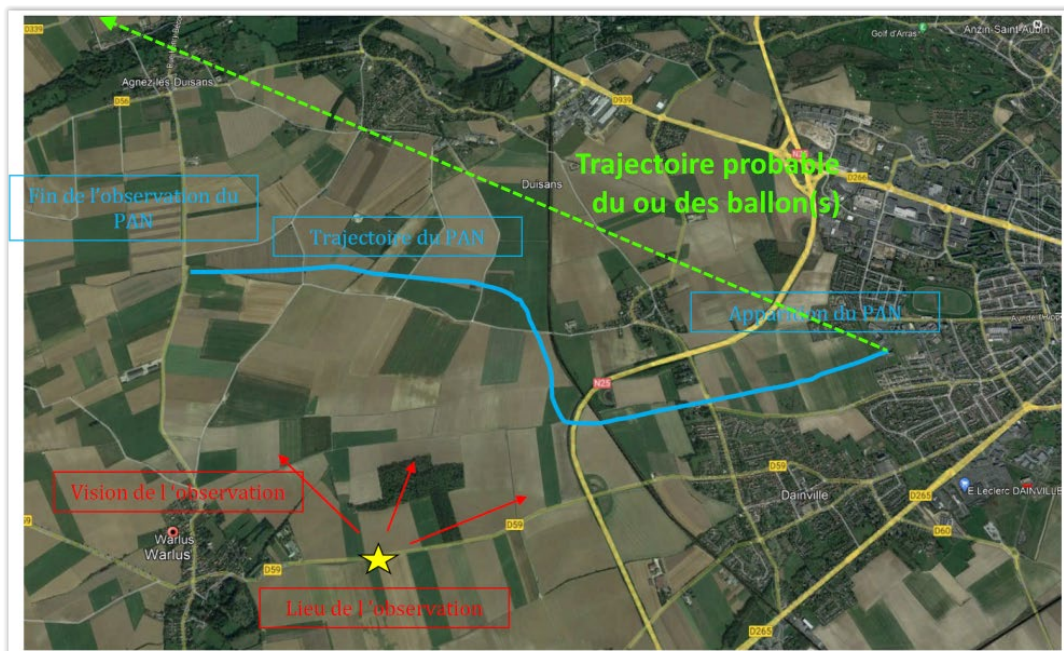 D339
Anzin-Saint-Aubin
Golf d'Arras
Agnez-lès-Duisans
D56
D939
N25
Trajectoire probable
du ou des ballon(s)
D266
Duisans
Fin de l'observation du
PAN
Trajectoire du PAN
Apparition du PAN
N25
D59
Vision de l'observation
Dainville
D265
E Leclerc DAINVILLE
D59
D60
Warlus
Warlus
D59
Lieu de l'observation
D265